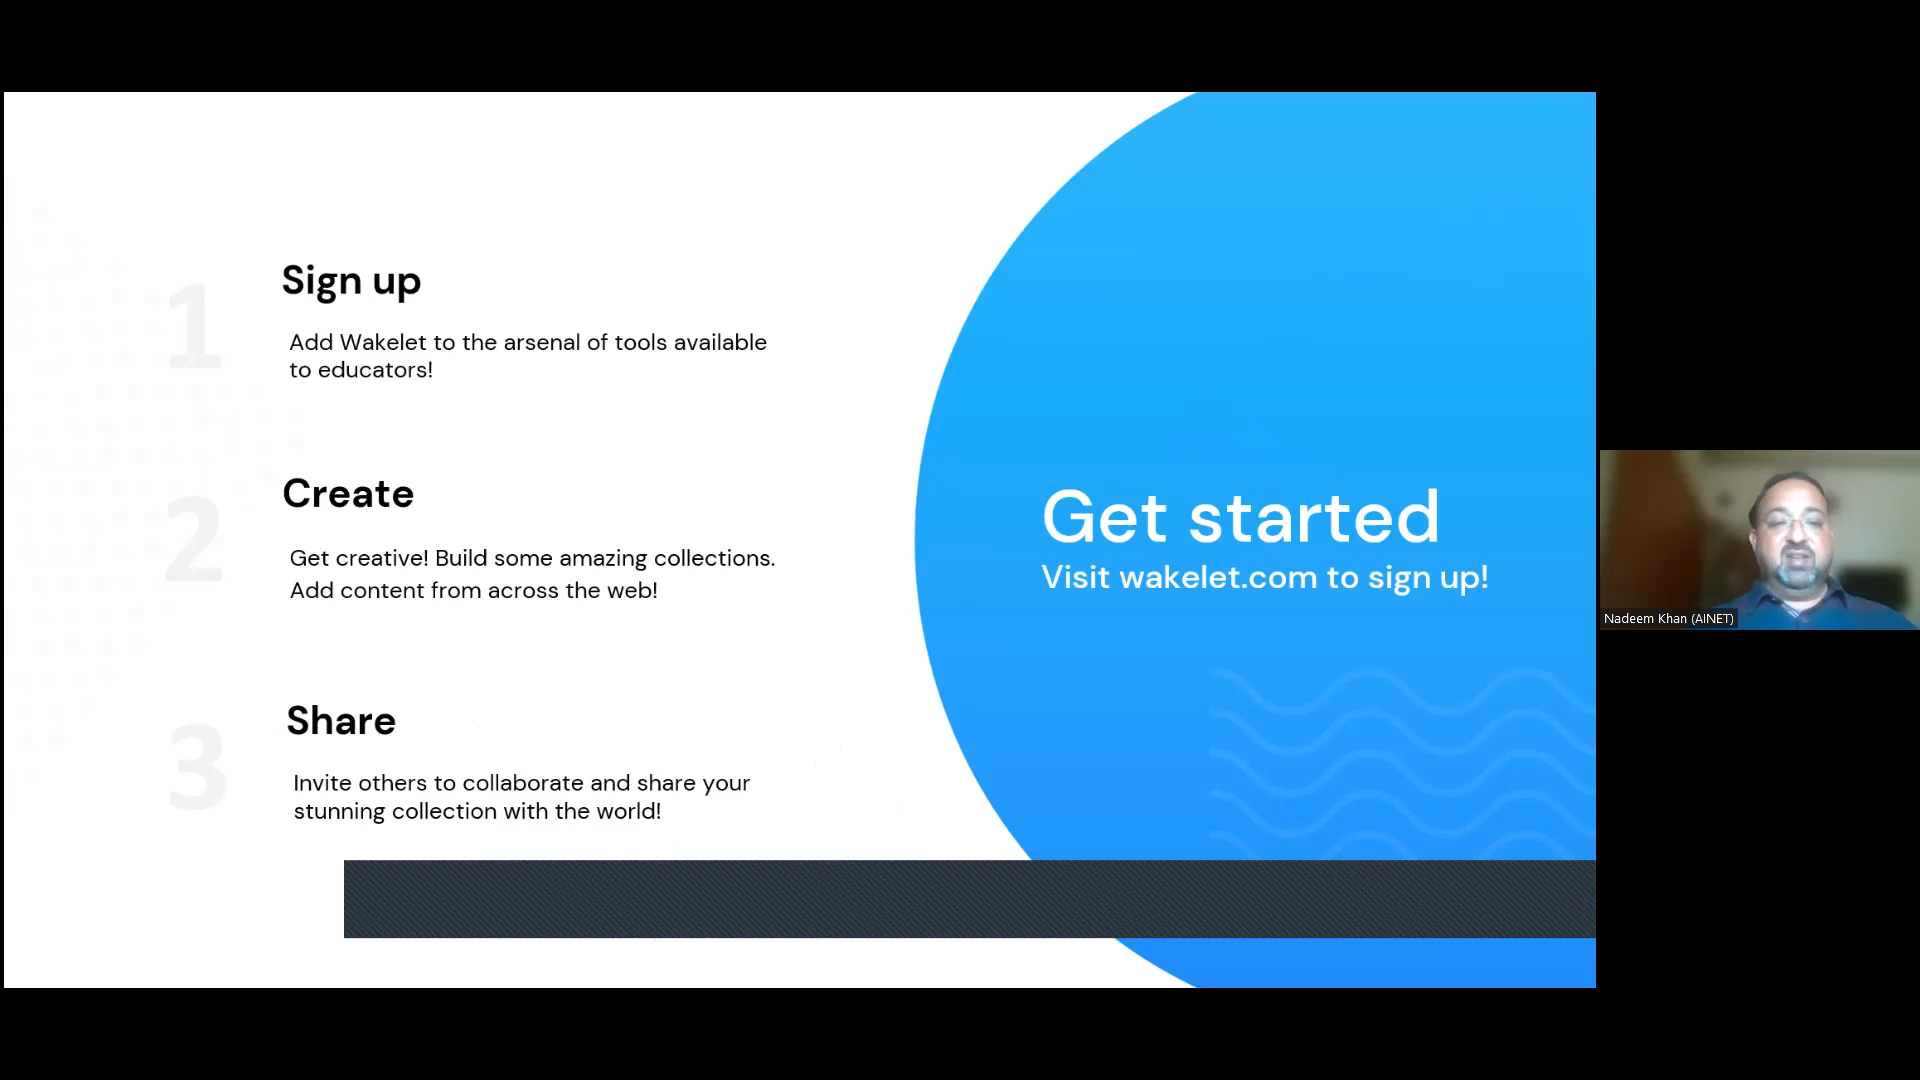 1
Sign up
Add Wakelet to the arsenal of tools available
to educators!
2
Create
Get creative! Build some amazing collections.
Add content from across the web!
3
Share
Invite others to collaborate and share your
stunning collection with the world!
Get started
Visit wakelet.com to sign up!
Nadeem Khan (AINET)